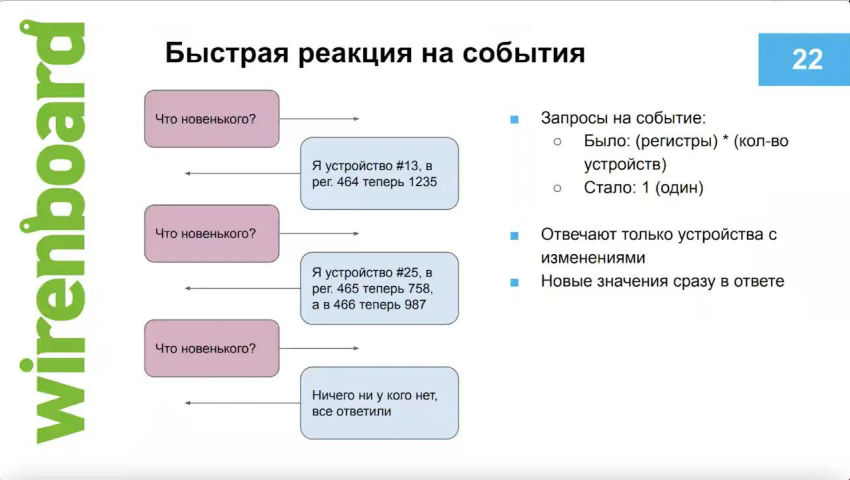 wirenboard
Быстрая реакция на события
22
Что новенького?
Я устройство #13, в
рег. 464 теперь 1235
Что новенького?
Я устройство #25, в
рег. 465 теперь 758,
а в 466 теперь 987
Что новенького?
Ничего ни у кого нет,
все ответили
Запросы на событие:
Было: (регистры) * (кол-во
устройств)
Стало: 1 (один)
Отвечают только устройства с
изменениями
Новые значения сразу в ответе